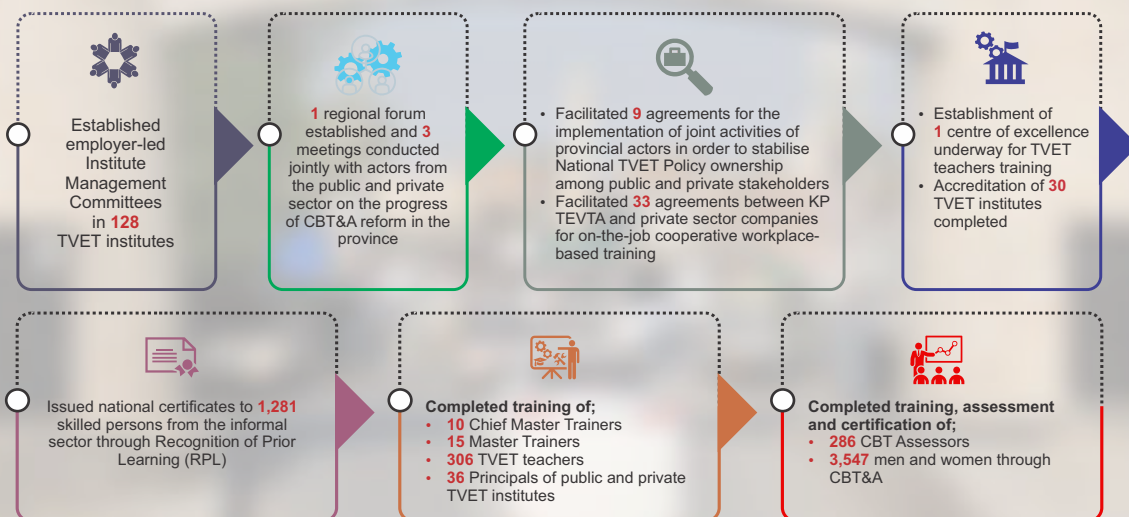 Established
employer-led
Institute
Management
Committees
in 128
TVET institutes
1 regional forum
established and 3
meetings conducted
jointly with actors from
the public and private
sector on the progress
of CBT&A reform in the
province
• Facilitated 9 agreements for the
implementation of joint activities of
provincial actors in order to stabilise
National TVET Policy ownership
among public and private stakeholders
• Facilitated 33 agreements between KP
TEVTA and private sector companies
for on-the-job cooperative workplace-
based training
• Establishment of
1 centre of excellence
underway for TVET
teachers training
• Accreditation of 30
TVET institutes
completed
Issued national certificates to 1,281
skilled persons from the informal
sector through Recognition of Prior
Learning (RPL)
Completed training of;
• 10 Chief Master Trainers
• 15 Master Trainers
• 306 TVET teachers
• 36 Principals of public and private
TVET institutes
Completed training, assessment
and certification of;
• 286 CBT Assessors
• 3,547 men and women through
CBT&A